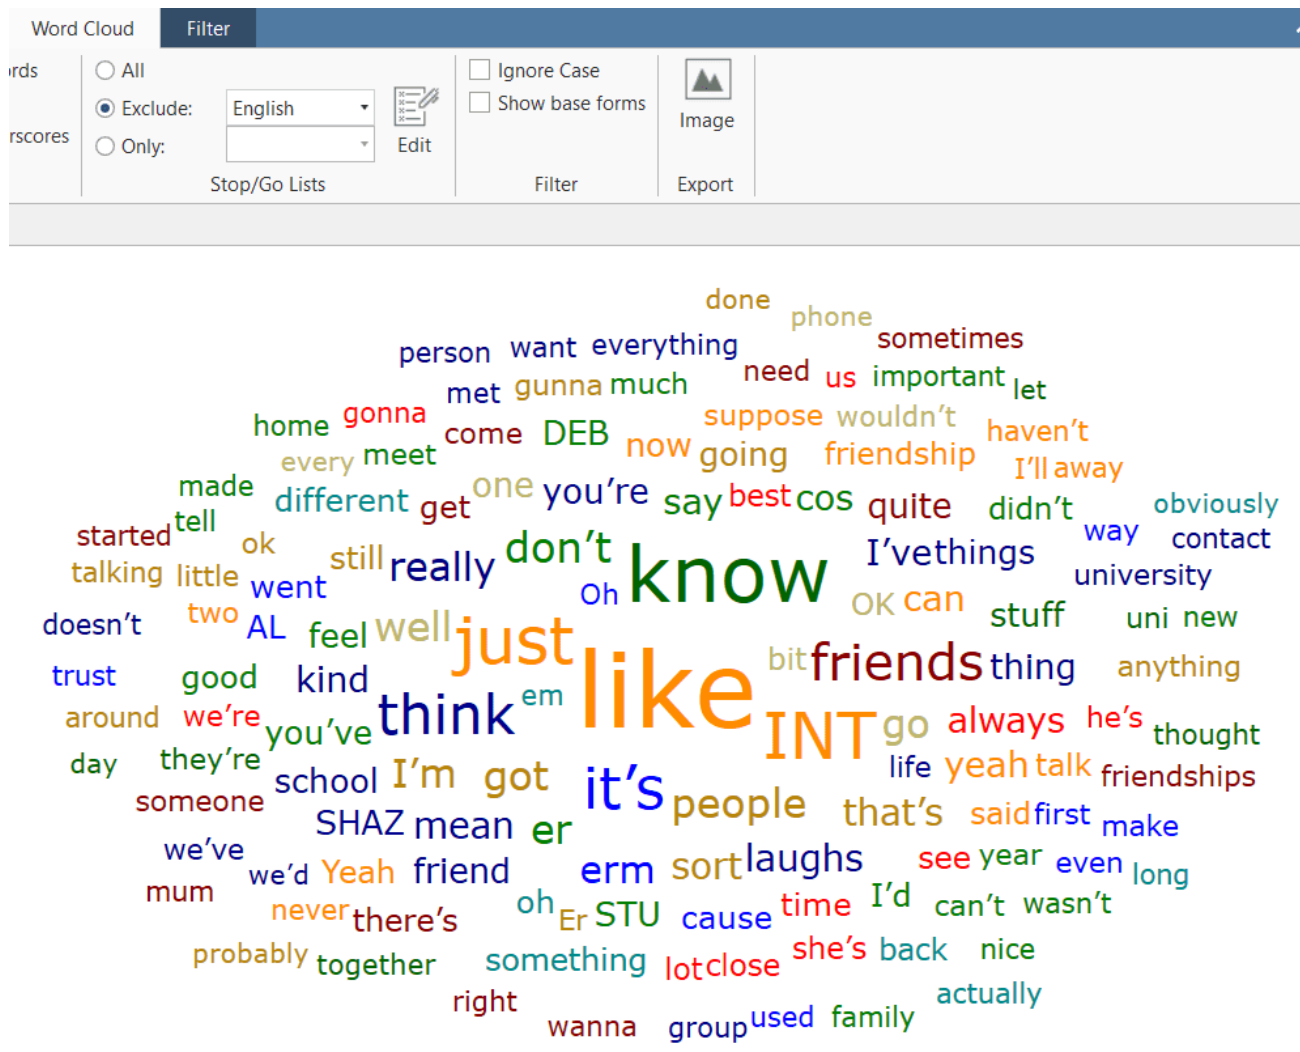 Word Cloud Filter
rds All Ignore Case
Exclude: English Show base forms
rscores Only: Edit Image
Stop/Go Lists Filter Export
done
phone
person want everything sometimes
met gunna much need us important let
home gonna come DEB now suppose wouldn't haven't
every meet going friendship I'll away
made different get one you're say best cos quite didn't obviously
started tell ok still really don't know I've things way contact
talking little went Oh OK can university
doesn't two AL feel well just stuff uni new
trust good kind like bit friends thing anything
around we're you've think em INT go always he's thought
day they're school I'm got it's life yeah talk friendships
someone SHAZ mean er people that's said first make
we've we'd Yeah friend erm sort laughs see year even long
mum never there's oh Er STU cause time I'd can't wasn't
probably together something lot close she's back nice
right actually
wanna group used family